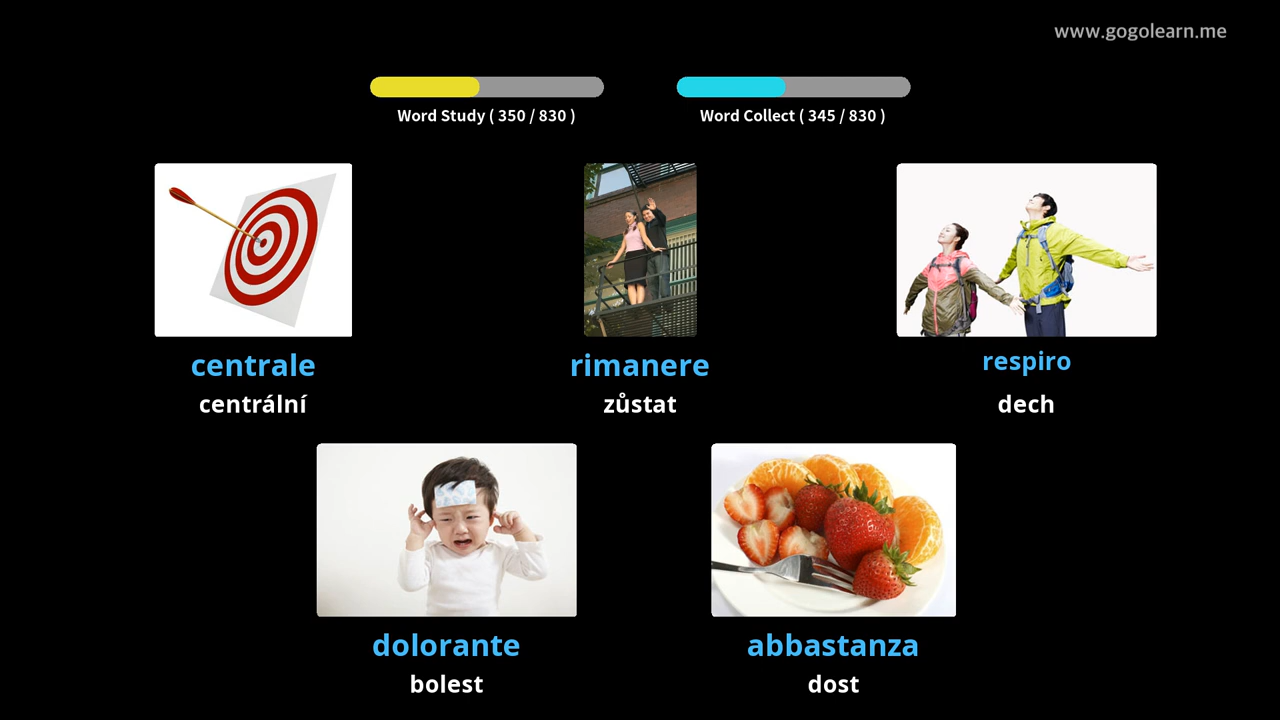 www.gogolearn.me
Word Study ( 350 / 830 )
Word Collect ( 345 / 830 )
centrale
centrální
rimanere
zůstat
respiro
dech
dolorante
bolest
abbastanza
dost